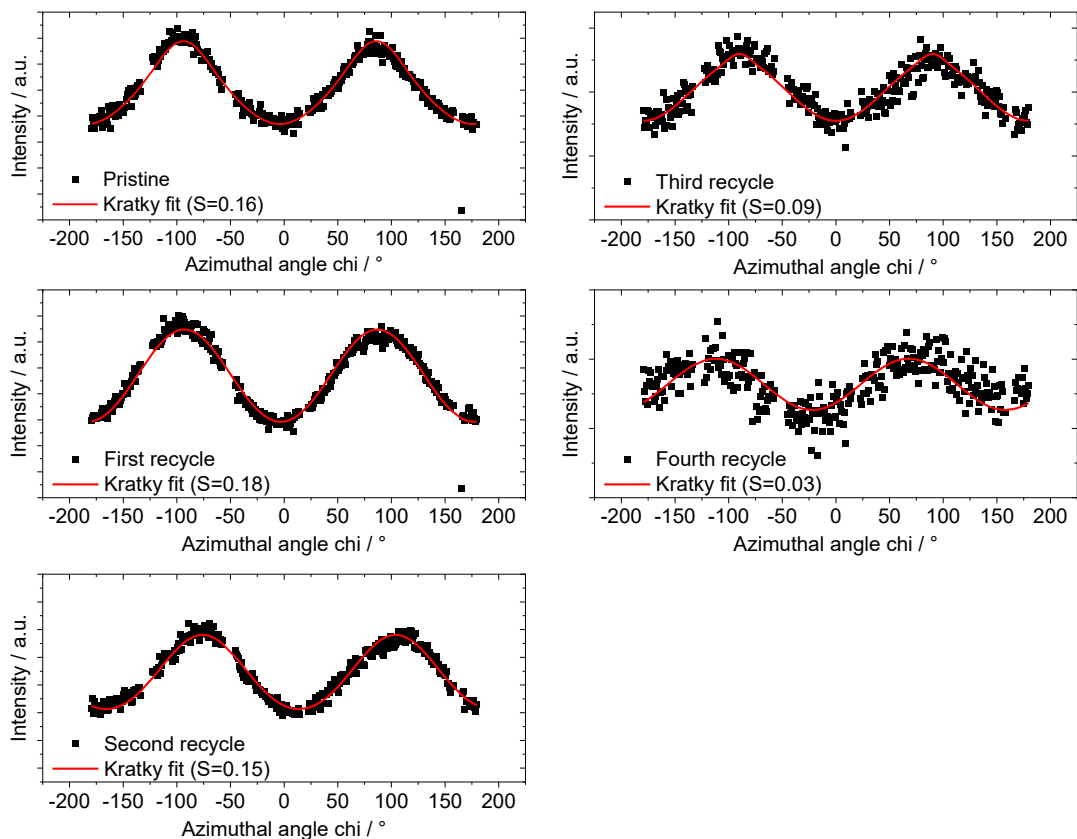 Intensity / a.u.
Pristine
Kratky fit (S=0.16)
-200 -150 -100 -50 0 50 100 150 200
Azimuthal angle chi / °
Intensity / a.u.
Third recycle
Kratky fit (S=0.09)
-200 -150 -100 -50 0 50 100 150 200
Azimuthal angle chi / °
Intensity / a.u.
First recycle
Kratky fit (S=0.18)
-200 -150 -100 -50 0 50 100 150 200
Azimuthal angle chi / °
Intensity / a.u.
Fourth recycle
Kratky fit (S=0.03)
-200 -150 -100 -50 0 50 100 150 200
Azimuthal angle chi / °
Intensity / a.u.
Second recycle
Kratky fit (S=0.15)
-200 -150 -100 -50 0 50 100 150 200
Azimuthal angle chi / °